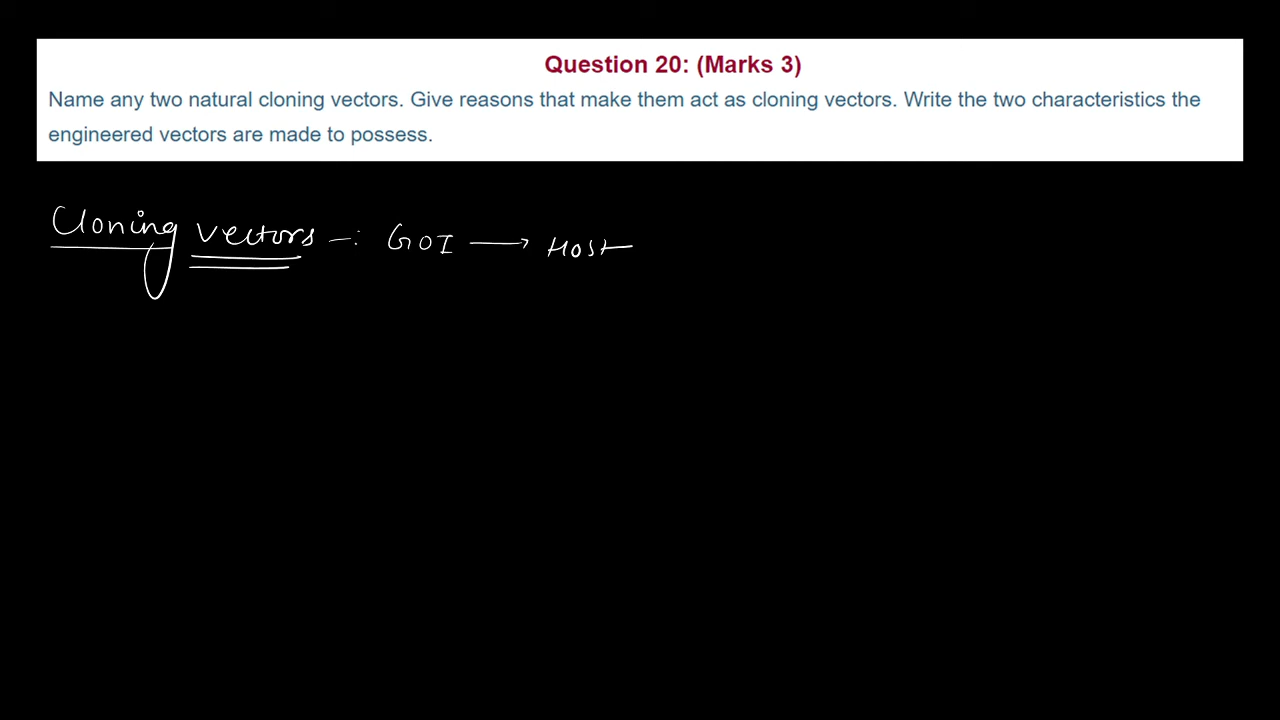 Question 20: (Marks 3)
Name any two natural cloning vectors. Give reasons that make them act as cloning vectors. Write the two characteristics the
engineered vectors are made to possess.
Cloning vectors -: GOI → Host